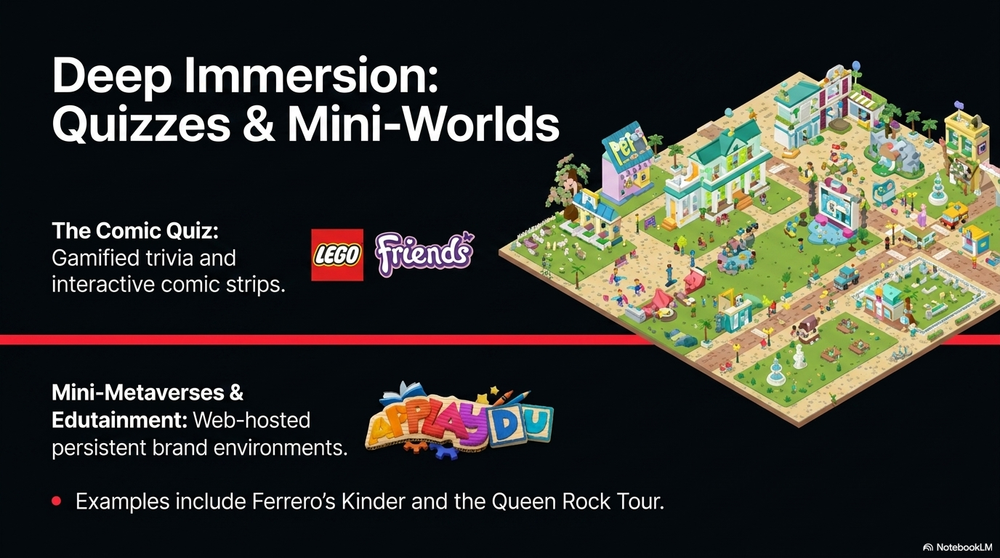 Deep Immersion:
Quizzes & Mini-Worlds
The Comic Quiz:
Gamified trivia and
interactive comic strips.
LEGO
Friends
Pet
Mini-Metaverses &
Edutainment: Web-hosted
persistent brand environments.
APPLAYDU
• Examples include Ferrero’s Kinder and the Queen Rock Tour.
NotebookLM